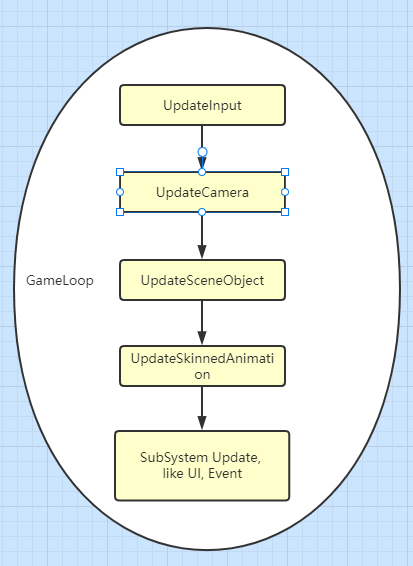 UpdateInput
UpdateCamera
UpdateSceneObject
GameLoop
UpdateSkinnedAnimati
on
SubSystem Update,
like UI, Event